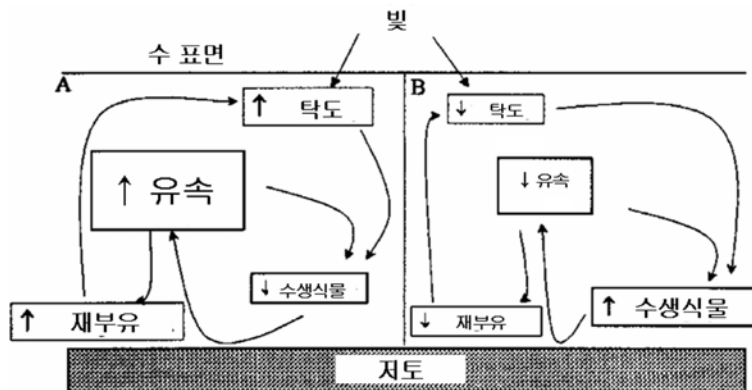 빛
수 표면
A
↑ 탁도
B
↓ 탁도
↑ 유속
↓ 유속
↓ 수생식물
↑ 수생식물
↑ 재부유
↓ 재부유
저토